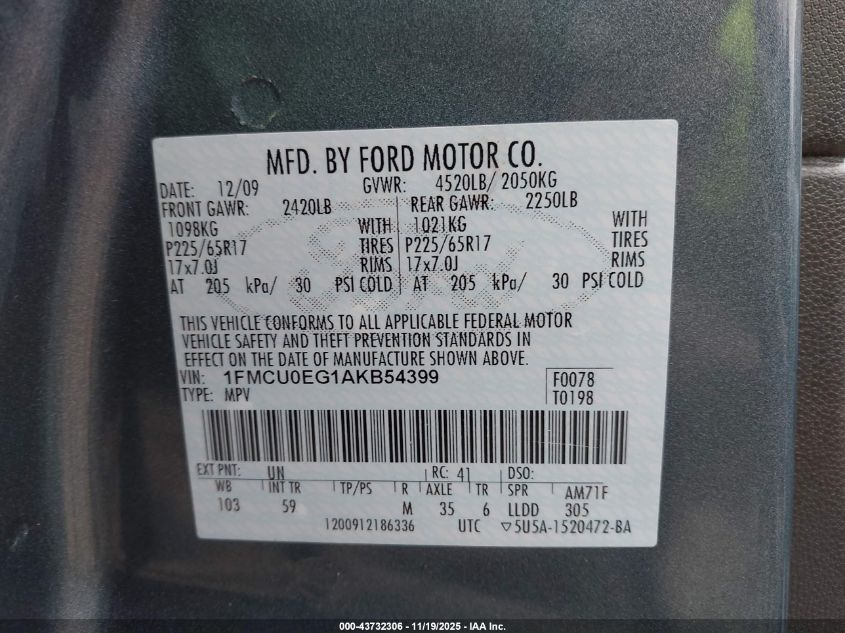 MFD. BY FORD MOTOR CO.
DATE: 12/09 GVWR: 4520LB/ 2050KG
FRONT GAWR: 2420LB REAR GAWR: 2250LB
1098KG WITH 1021KG WITH
P225/65R17 TIRES P225/65R17 TIRES
17x7.0J RIMS 17x7.0J RIMS
AT 205 kPa/ 30 PSI COLD AT 205 kPa/ 30 PSI COLD
THIS VEHICLE CONFORMS TO ALL APPLICABLE FEDERAL MOTOR
VEHICLE SAFETY AND THEFT PREVENTION STANDARDS IN
EFFECT ON THE DATE OF MANUFACTURE SHOWN ABOVE.
VIN: 1FMCU0EG1AKB54399 F0078
TYPE: MPV T0198
EXT PNT: UN RC: 41 DSO:
WB INT TR TP/PS R AXLE TR SPR AM71F
103 59 M 35 6 LLDD 305
1200912186336 UTC ▽5U5A-1520472-BA
000-43732306 - 11/19/2025 - IAA Inc.